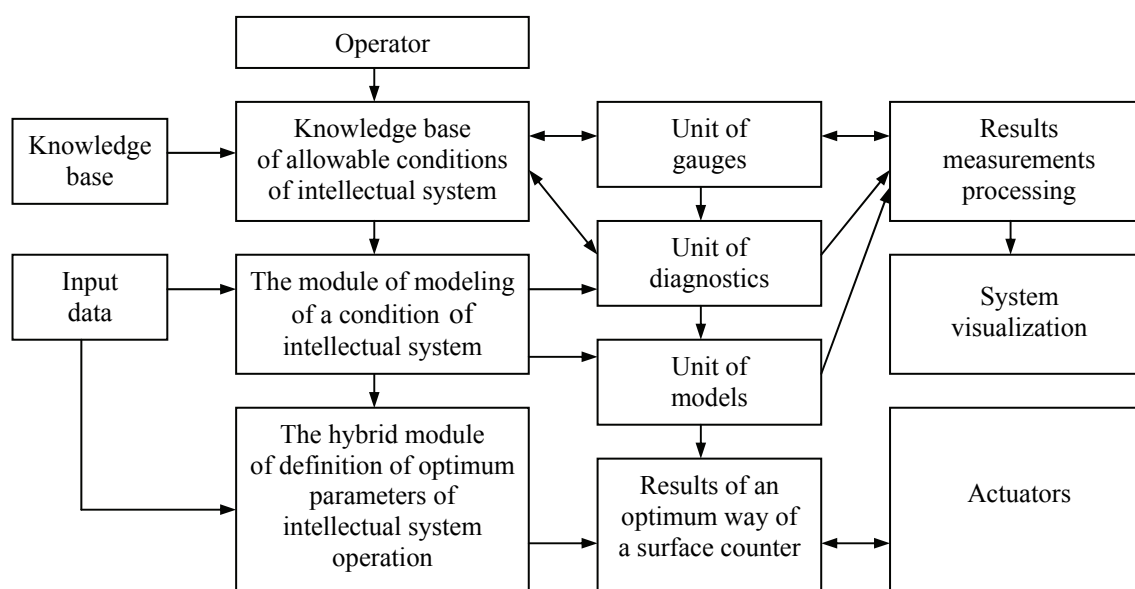 Operator
Knowledge
base
Knowledge base
of allowable conditions
of intellectual system
Unit of
gauges
Results
measurements
processing
Input
data
The module of modeling
of a condition of
intellectual system
Unit of
diagnostics
System
visualization
Unit of
models
The hybrid module
of definition of optimum
parameters of
intellectual system
operation
Results of an
optimum way of
a surface counter
Actuators